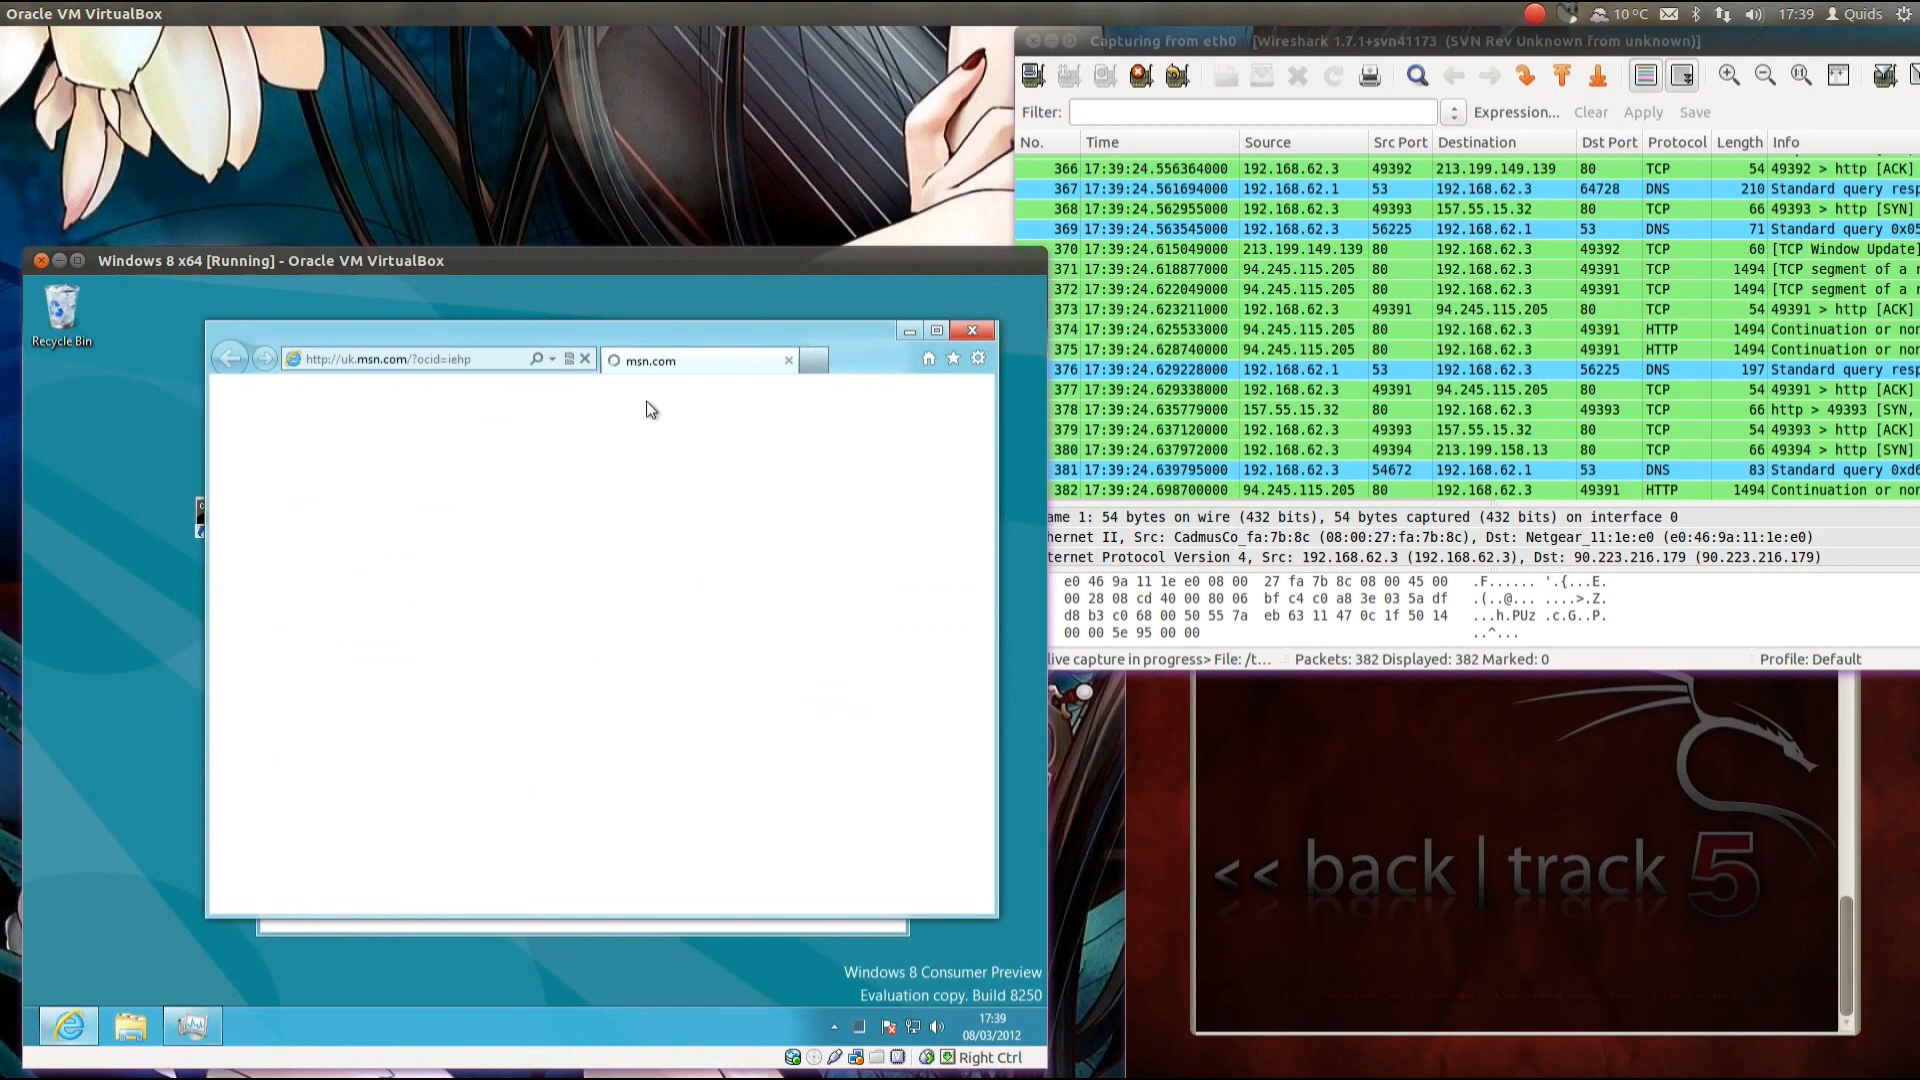 Oracle VM VirtualBox
10 °C 17:39 Quids
Capturing from eth0 [Wireshark 1.7.1+svn41173 (SVN Rev Unknown from unknown)]
Filter: Expression... Clear Apply Save
No. Time Source Src Port Destination Dst Port Protocol Length Info
366 17:39:24.556364000 192.168.62.3 49392 213.199.149.139 80 TCP 54 49392 > http [ACK]
367 17:39:24.561694000 192.168.62.1 53 192.168.62.3 64728 DNS 210 Standard query resp
368 17:39:24.562955000 192.168.62.3 49393 157.55.15.32 80 TCP 66 49393 > http [SYN]
369 17:39:24.563545000 192.168.62.3 56225 192.168.62.1 53 DNS 71 Standard query 0x05
370 17:39:24.615049000 213.199.149.139 80 192.168.62.3 49392 TCP 60 [TCP Window Update]
371 17:39:24.618877000 94.245.115.205 80 192.168.62.3 49391 TCP 1494 [TCP segment of a r
372 17:39:24.622049000 94.245.115.205 80 192.168.62.3 49391 TCP 1494 [TCP segment of a r
373 17:39:24.623211000 192.168.62.3 49391 94.245.115.205 80 TCP 54 49391 > http [ACK]
374 17:39:24.625533000 94.245.115.205 80 192.168.62.3 49391 HTTP 1494 Continuation or non
375 17:39:24.628740000 94.245.115.205 80 192.168.62.3 49391 HTTP 1494 Continuation or non
376 17:39:24.629228000 192.168.62.1 53 192.168.62.3 56225 DNS 197 Standard query resp
377 17:39:24.629338000 192.168.62.3 49391 94.245.115.205 80 TCP 54 49391 > http [ACK]
378 17:39:24.635779000 157.55.15.32 80 192.168.62.3 49393 TCP 66 http > 49393 [SYN,
379 17:39:24.637120000 192.168.62.3 49393 157.55.15.32 80 TCP 54 49393 > http [ACK]
380 17:39:24.637972000 192.168.62.3 49394 213.199.158.13 80 TCP 66 49394 > http [SYN]
381 17:39:24.639795000 192.168.62.3 54672 192.168.62.1 53 DNS 83 Standard query 0xd6
382 17:39:24.698700000 94.245.115.205 80 192.168.62.3 49391 HTTP 1494 Continuation or non
ame 1: 54 bytes on wire (432 bits), 54 bytes captured (432 bits) on interface 0
hernet II, Src: CadmusCo_fa:7b:8c (08:00:27:fa:7b:8c), Dst: Netgear_11:1e:e0 (e0:46:9a:11:1e:e0)
ternet Protocol Version 4, Src: 192.168.62.3 (192.168.62.3), Dst: 90.223.216.179 (90.223.216.179)
e0 46 9a 11 1e e0 08 00 27 fa 7b 8c 08 00 45 00 .F...... '.{...E.
00 28 08 cd 40 00 80 06 bf c4 c0 a8 3e 03 5a df .(..@... ....>.Z.
d8 b3 c0 68 00 50 55 7a eb 63 11 47 0c 1f 50 14 ...h.PUz .c.G..P.
00 00 5e 95 00 00 ..^...
live capture in progress> File: /t... Packets: 382 Displayed: 382 Marked: 0 Profile: Default
Windows 8 x64 [Running] - Oracle VM VirtualBox
Recycle Bin
http://uk.msn.com/?ocid=iehp
msn.com
Windows 8 Consumer Preview
Evaluation copy. Build 8250
17:39
08/03/2012
Right Ctrl
<< back | track 5